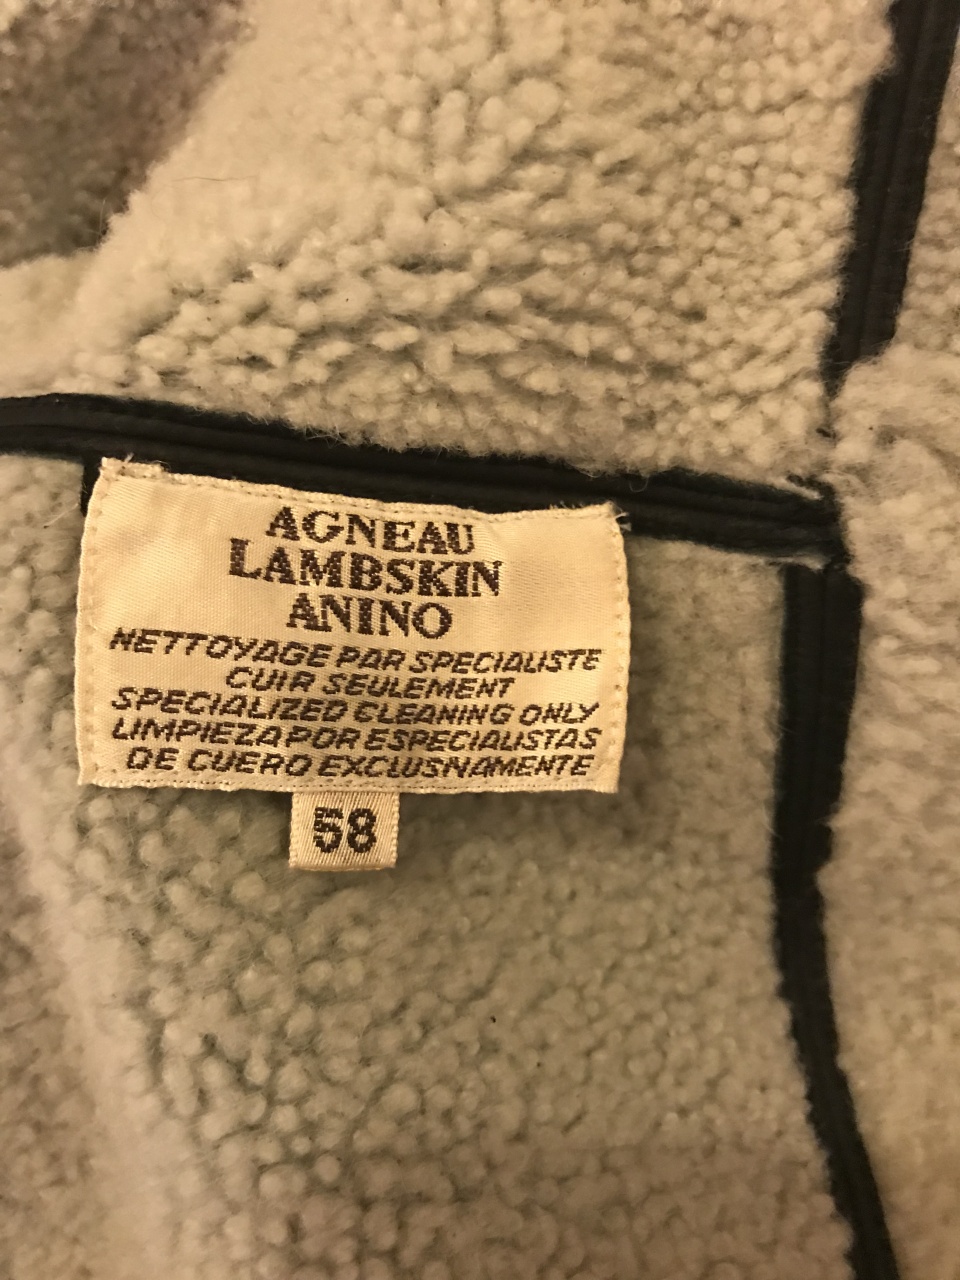 AGNEAU
LAMBSKIN
ANINO
NETTOYAGE PAR SPECIALISTE
CUIR SEULEMENT
SPECIALIZED CLEANING ONLY
LIMPIEZA POR ESPECIALISTAS
DE CUERO EXCLUSIVAMENTE
58